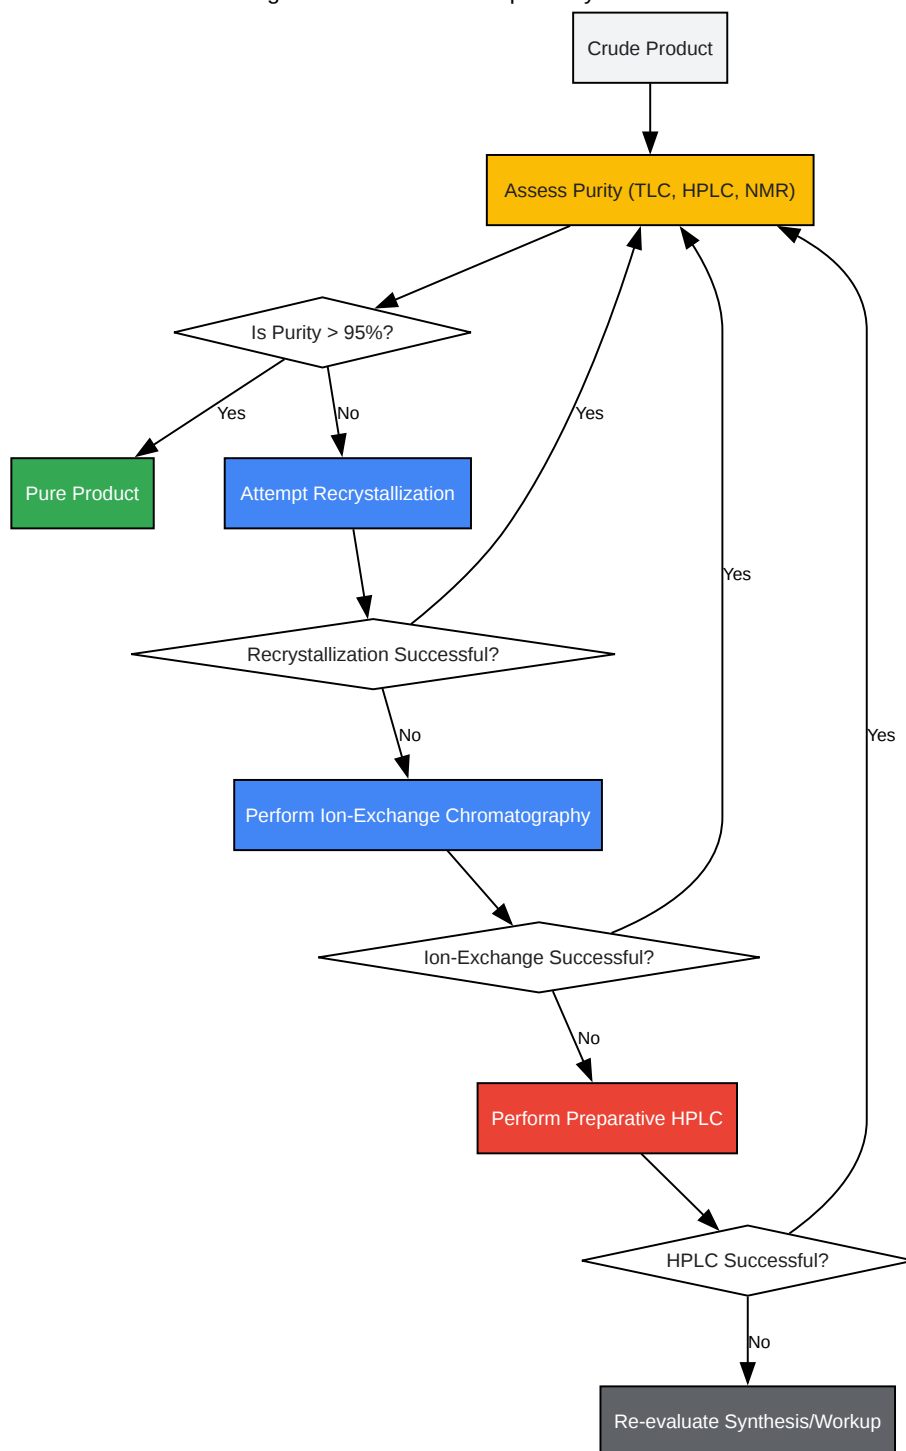 Crude Product
Assess Purity (TLC, HPLC, NMR)
Is Purity > 95%?
Yes
No
Yes
Pure Product
Attempt Recrystallization
Yes
Recrystallization Successful?
No
Yes
Perform Ion-Exchange Chromatography
Ion-Exchange Successful?
No
Perform Preparative HPLC
HPLC Successful?
No
Re-evaluate Synthesis/Workup